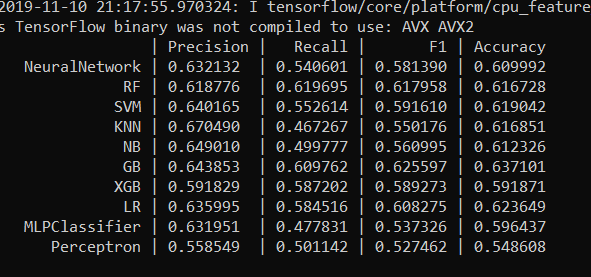 2019-11-10 21:17:55.970324: I tensorflow/core/platform/cpu_feature
s TensorFlow binary was not compiled to use: AVX AVX2
| Precision | Recall | F1 | Accuracy
NeuralNetwork | 0.632132 | 0.540601 | 0.581390 | 0.609992
RF | 0.618776 | 0.619695 | 0.617958 | 0.616728
SVM | 0.640165 | 0.552614 | 0.591610 | 0.619042
KNN | 0.670490 | 0.467267 | 0.550176 | 0.616851
NB | 0.649010 | 0.499777 | 0.560995 | 0.612326
GB | 0.643853 | 0.609762 | 0.625597 | 0.637101
XGB | 0.591829 | 0.587202 | 0.589273 | 0.591871
LR | 0.635995 | 0.584516 | 0.608275 | 0.623649
MLPClassifier | 0.631951 | 0.477831 | 0.537326 | 0.596437
Perceptron | 0.558549 | 0.501142 | 0.527462 | 0.548608